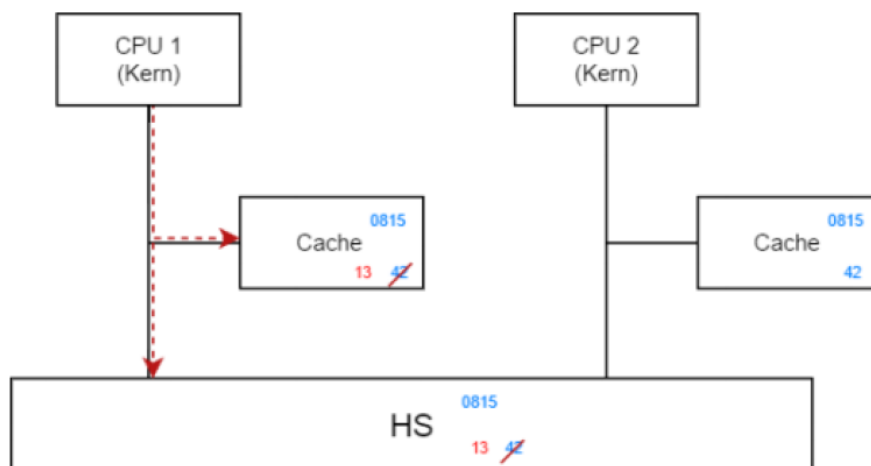 CPU 1
(Kern)
CPU 2
(Kern)
0815
Cache
13 42
0815
Cache
42
0815
HS
13 42